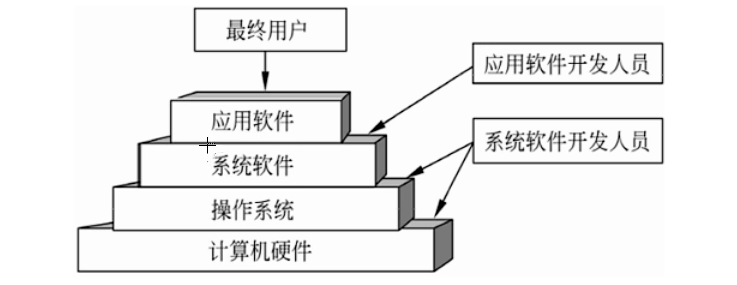 最终用户
应用软件开发人员
应用软件
系统软件开发人员
系统软件
操作系统
计算机硬件